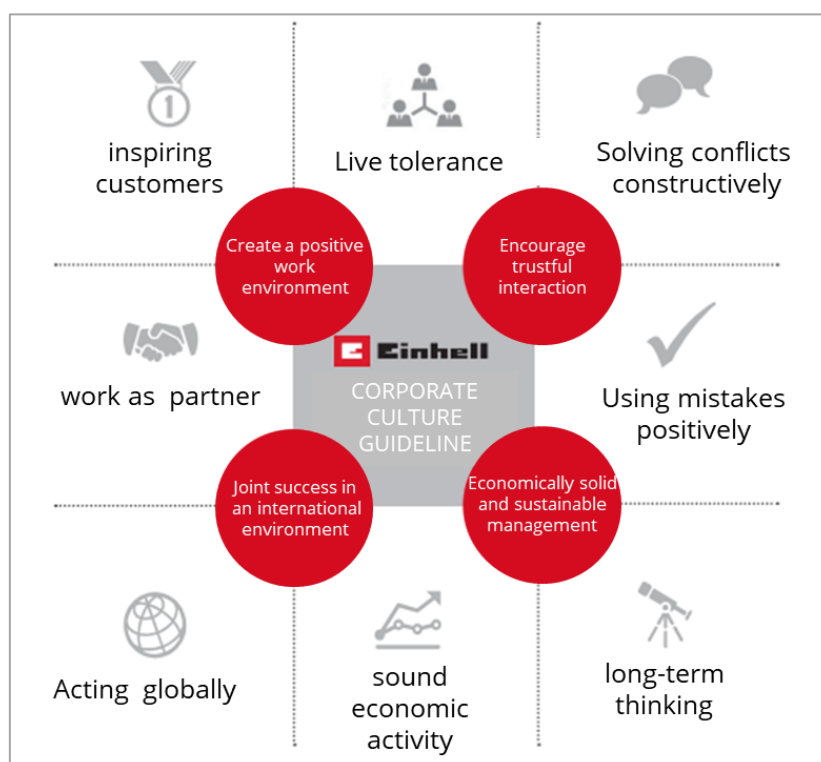 1
inspiring
customers
Live tolerance
Solving conflicts
constructively
Create a positive
work
environment
Encourage
trustful
interaction
work as partner
E Einhell
CORPORATE
CULTURE
GUIDELINE
Using mistakes
positively
Joint success in
an international
environment
Economically solid
and sustainable
management
Acting globally
sound
economic
activity
long-term
thinking